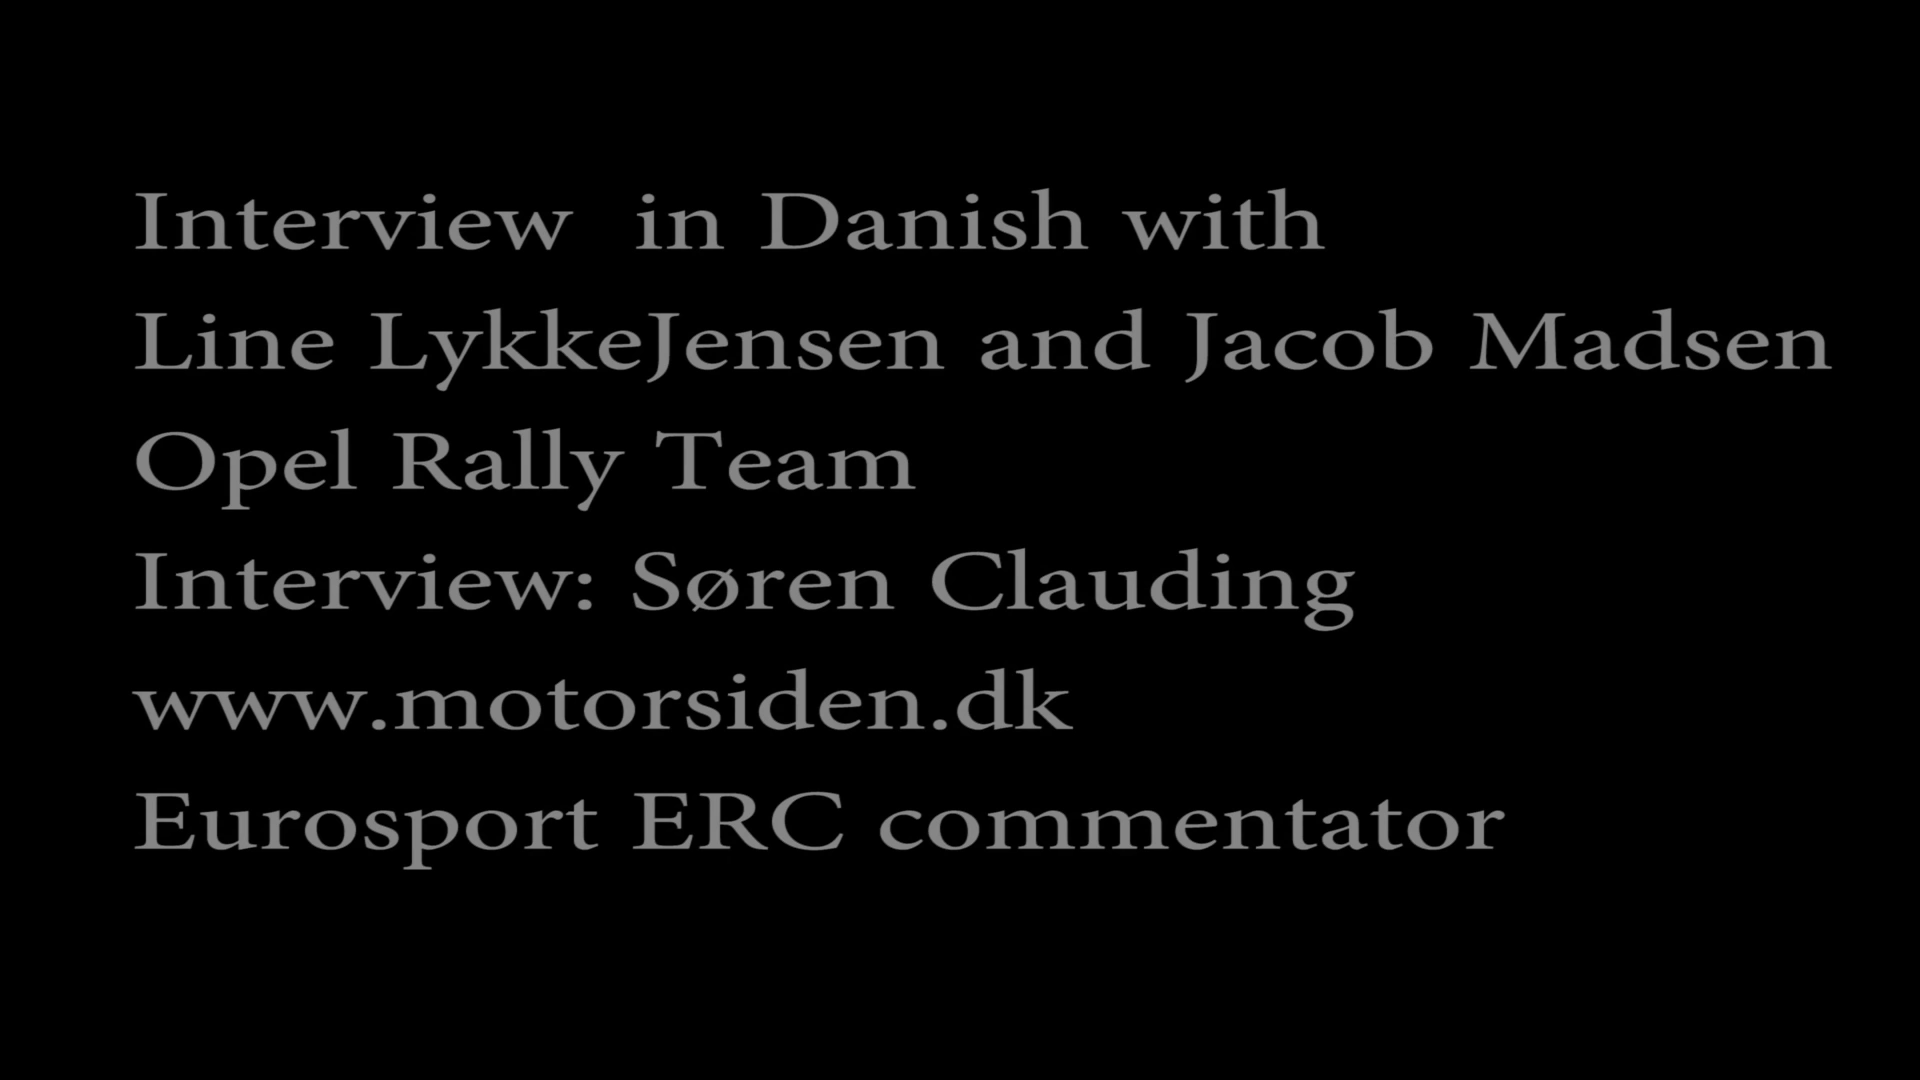 Interview  in Danish with
Line LykkeJensen and Jacob Madsen
Opel Rally Team
Interview: Søren Clauding
www.motorsiden.dk
Eurosport ERC commentator